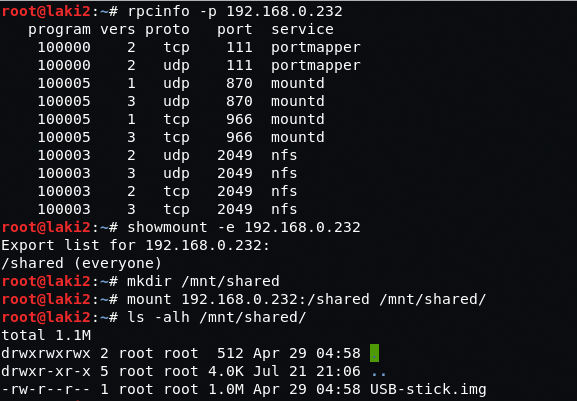 root@laki2:~# rpcinfo -p 192.168.0.232
   program vers proto   port  service
    100000    2   tcp    111  portmapper
    100000    2   udp    111  portmapper
    100005    1   udp    870  mountd
    100005    3   udp    870  mountd
    100005    1   tcp    966  mountd
    100005    3   tcp    966  mountd
    100003    2   udp   2049  nfs
    100003    3   udp   2049  nfs
    100003    2   tcp   2049  nfs
    100003    3   tcp   2049  nfs
root@laki2:~# showmount -e 192.168.0.232
Export list for 192.168.0.232:
/shared (everyone)
root@laki2:~# mkdir /mnt/shared
root@laki2:~# mount 192.168.0.232:/shared /mnt/shared/
root@laki2:~# ls -alh /mnt/shared/
total 1.1M
drwxrwxrwx 2 root root  512 Apr 29 04:58 .
drwxr-xr-x 5 root root 4.0K Jul 21 21:06 ..
-rw-r--r-- 1 root root 1.0M Apr 29 04:58 USB-stick.img